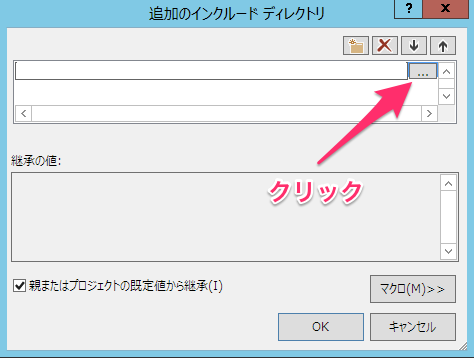 追加のインクルード ディレクトリ
?
...
クリック
継承の値:
親またはプロジェクトの既定値から継承(I)
マクロ(M)>>
OK
キャンセル